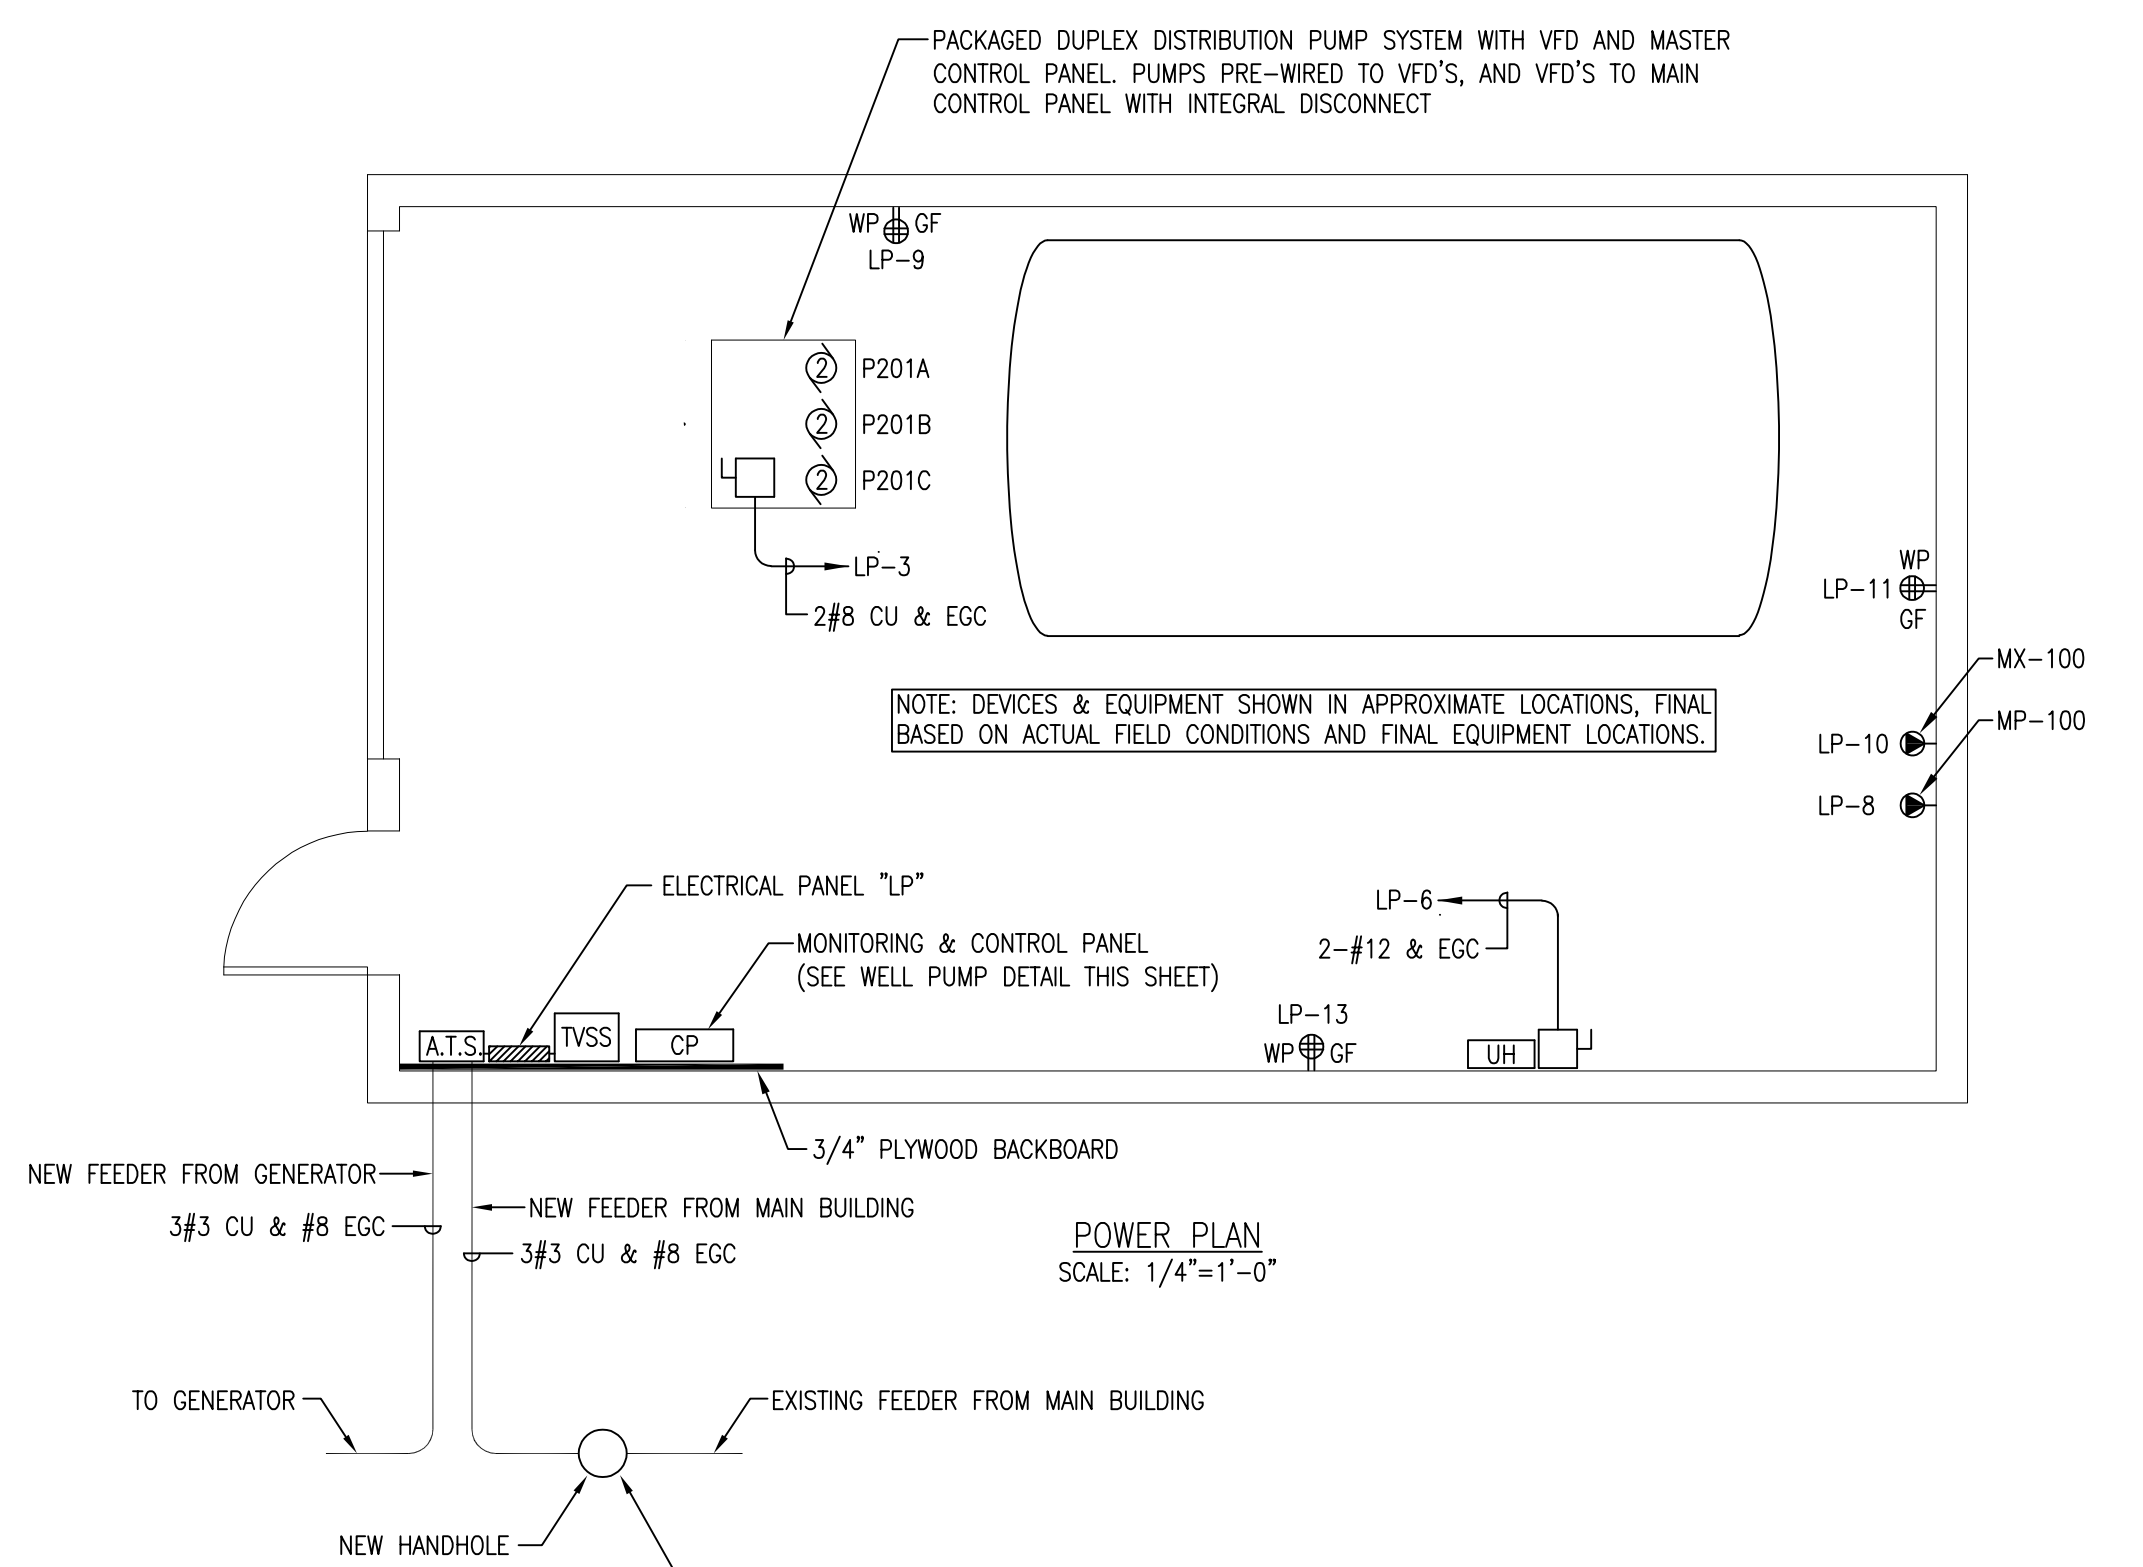 PACKAGED DUPLEX DISTRIBUTION PUMP SYSTEM WITH VFD AND MASTER
CONTROL PANEL. PUMPS PRE-WIRED TO VFD'S, AND VFD'S TO MAIN
CONTROL PANEL WITH INTEGRAL DISCONNECT
WP GF
LP-9
2 P201A
2 P201B
2 P201C
LP-3
2#8 CU & EGC
WP
LP-11
GF
MX-100
NOTE: DEVICES & EQUIPMENT SHOWN IN APPROXIMATE LOCATIONS, FINAL
BASED ON ACTUAL FIELD CONDITIONS AND FINAL EQUIPMENT LOCATIONS.
MP-100
LP-10
LP-8
ELECTRICAL PANEL "LP"
LP-6
MONITORING & CONTROL PANEL
(SEE WELL PUMP DETAIL THIS SHEET)
2-#12 & EGC
LP-13
A.T.S.
TVSS
CP
WP GF
UH
3/4" PLYWOOD BACKBOARD
NEW FEEDER FROM GENERATOR
NEW FEEDER FROM MAIN BUILDING
3#3 CU & #8 EGC
3#3 CU & #8 EGC
POWER PLAN
SCALE: 1/4"=1'-0"
TO GENERATOR
EXISTING FEEDER FROM MAIN BUILDING
NEW HANDHOLE